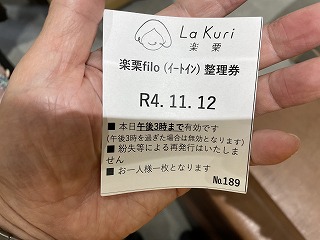 La Kuri
楽栗
楽栗filo (イートイン) 整理券
R4. 11. 12
■ 本日午後3時まで有効です
(午後3時を過ぎた場合は無効となります)
■ 紛失等による再発行はいたしま
せん
■ お一人様一枚となります
№189